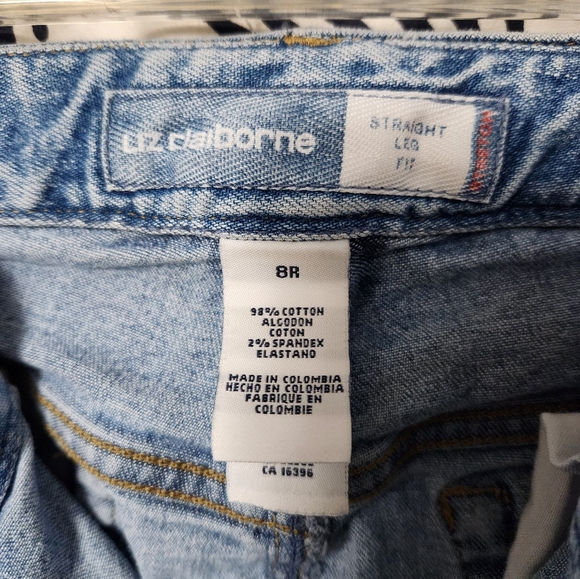 liz claiborne
STRAIGHT
LEG
FIT
8R
98% COTTON
ALGODON
COTON
2% SPANDEX
ELASTANO
MADE IN COLOMBIA
HECHO EN COLOMBIA
FABRIQUE EN
COLOMBIE
CA 16396